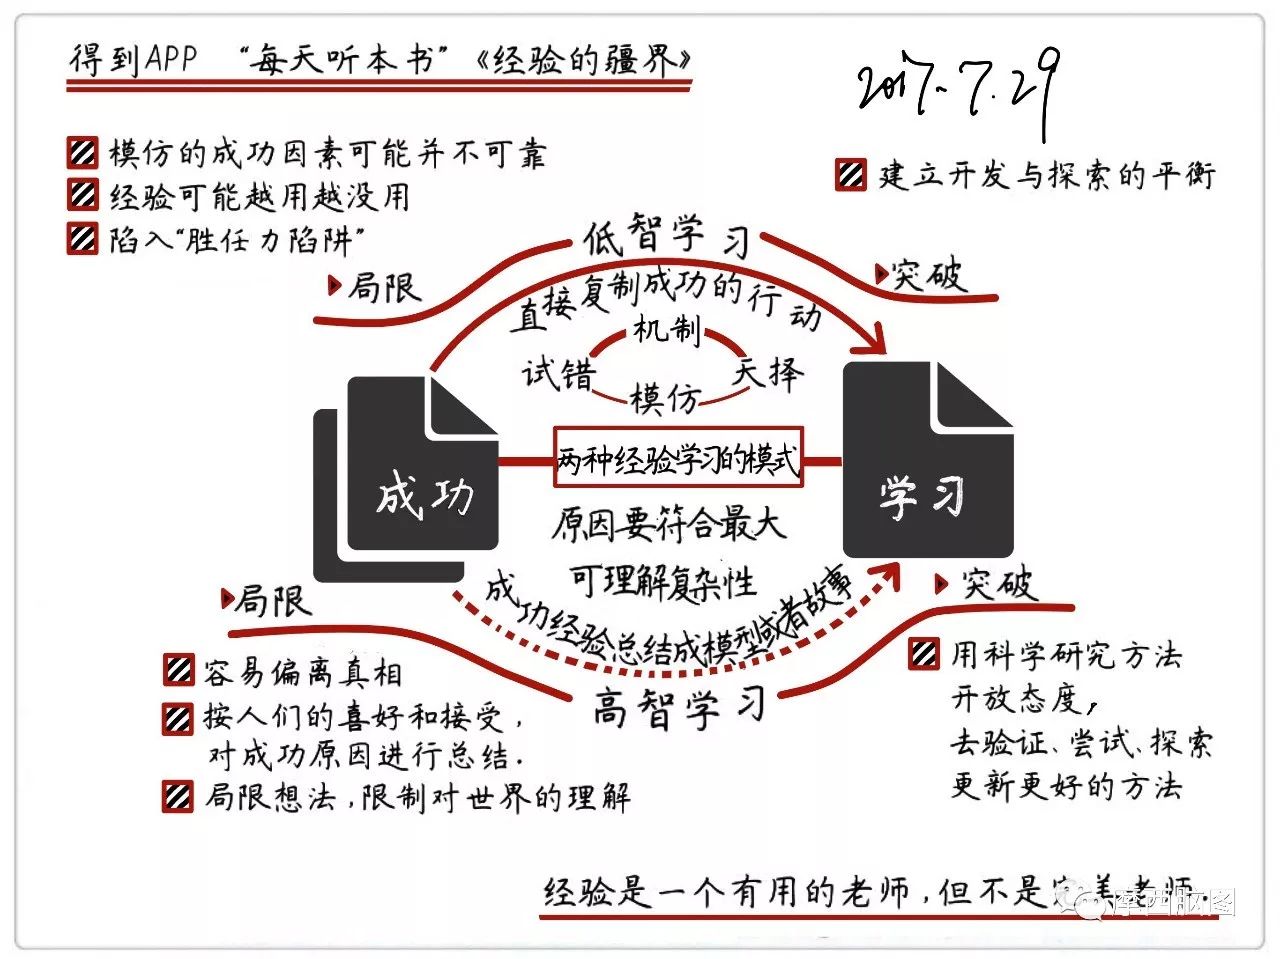 得到APP “每天听本书”《经验的疆界》
2017.7.29
模仿的成功因素可能并不可靠
经验可能越用越没用
陷入“胜任力陷阱”
建立开发与探索的平衡
局限
低智学习
突破
直接复制成功的行动
机制
试错
天择
模仿
成功
两种经验学习的模式
学习
原因要符合最大
可理解复杂性
成功经验总结成模型或者故事
局限
高智学习
突破
容易偏离真相
按人们的喜好和接受,
对成功原因进行总结.
局限想法,限制对世界的理解
用科学研究方法
开放态度,
去验证、尝试、探索
更新更好的方法
经验是一个有用的老师,但不是完美老师.
摩西脑图